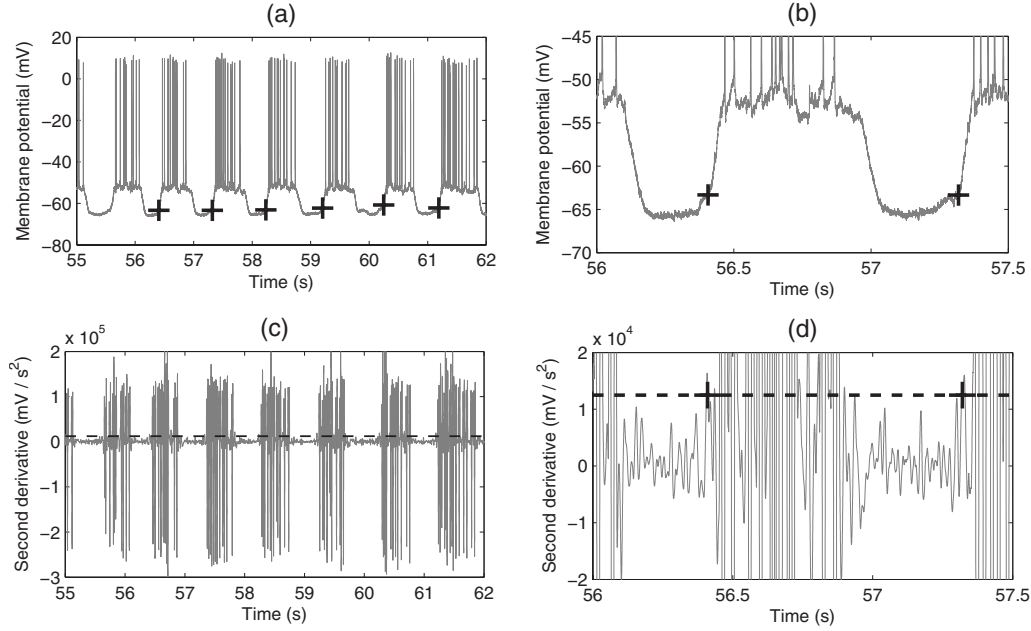 (a)
Membrane potential (mV)
20
0
−20
−40
−60
−80
55 56 57 58 59 60 61 62
Time (s)
(b)
Membrane potential (mV)
−45
−50
−55
−60
−65
−70
56 56.5 57 57.5
Time (s)
(c)
x 10^5
Second derivative (mV / s²)
2
1
0
−1
−2
−3
55 56 57 58 59 60 61 62
Time (s)
(d)
x 10^4
Second derivative (mV / s²)
2
1
0
−1
−2
56 56.5 57 57.5
Time (s)